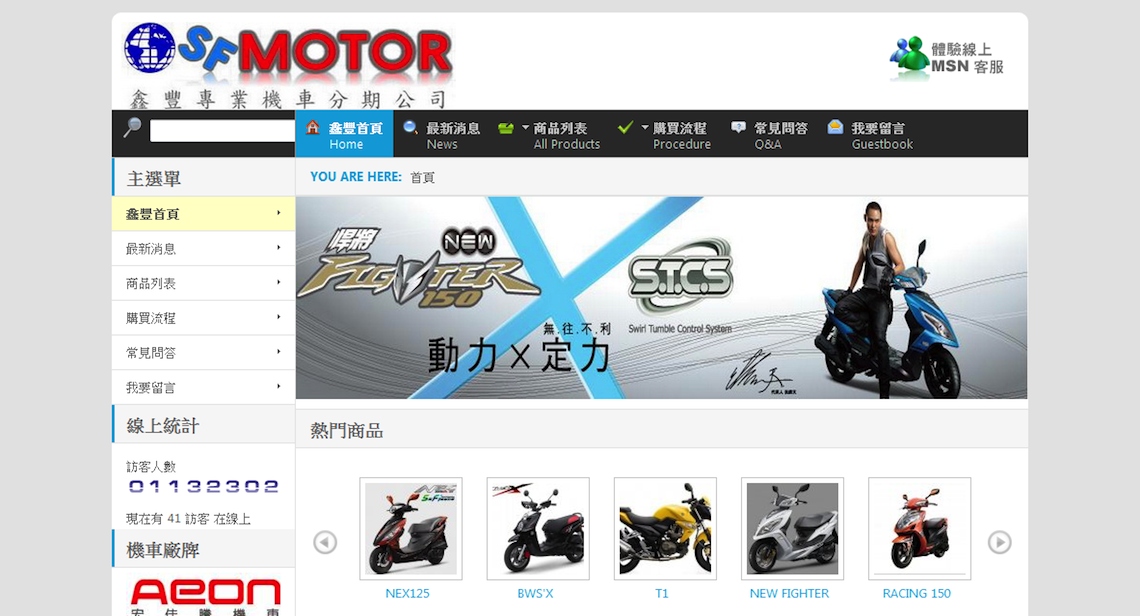 SFMOTOR
鑫豐專業機車分期公司
體驗線上
MSN 客服
鑫豐首頁
Home
最新消息
News
商品列表
All Products
購買流程
Procedure
常見問答
Q&A
我要留言
Guestbook
主選單
鑫豐首頁
最新消息
商品列表
購買流程
常見問答
我要留言
線上統計
訪客人數
01132302
現在有 41 訪客 在線上
機車廠牌
AEON
宏佳騰機車
YOU ARE HERE: 首頁
悍將
NEW
FIGHTER
150
S.T.C.S
Swirl Tumble Control System
無.往.不.利
動力×定力
熱門商品
NEX125
BWS'X
T1
NEW FIGHTER
RACING 150